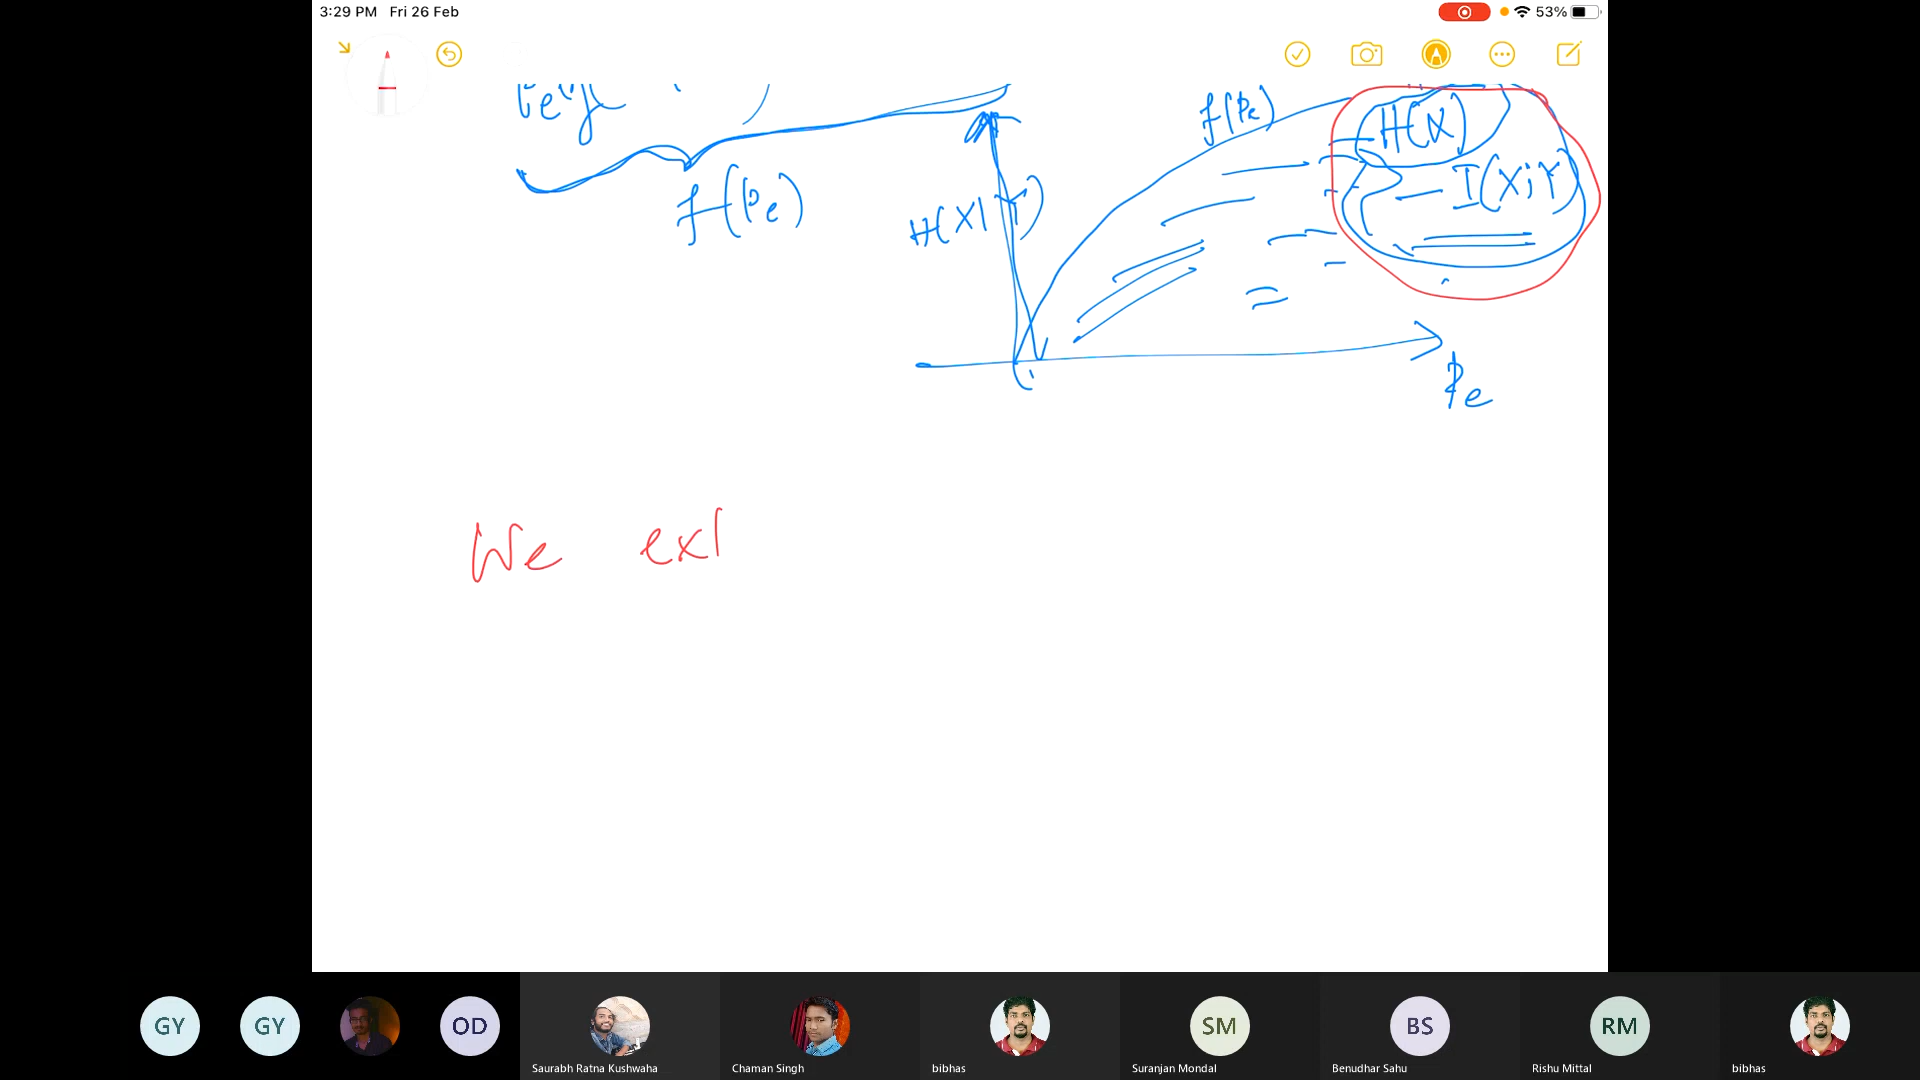 3:29 PM Fri 26 Feb
53%
f(Pe)
H(X)
- I(X;Y)
f(Pe)
H(X|Y)
=
Pe
We ext
GY
GY
OD
SM
BS
RM
Saurabh Ratna Kushwaha
Chaman Singh
bibhas
Suranjan Mondal
Benudhar Sahu
Rishu Mittal
bibhas